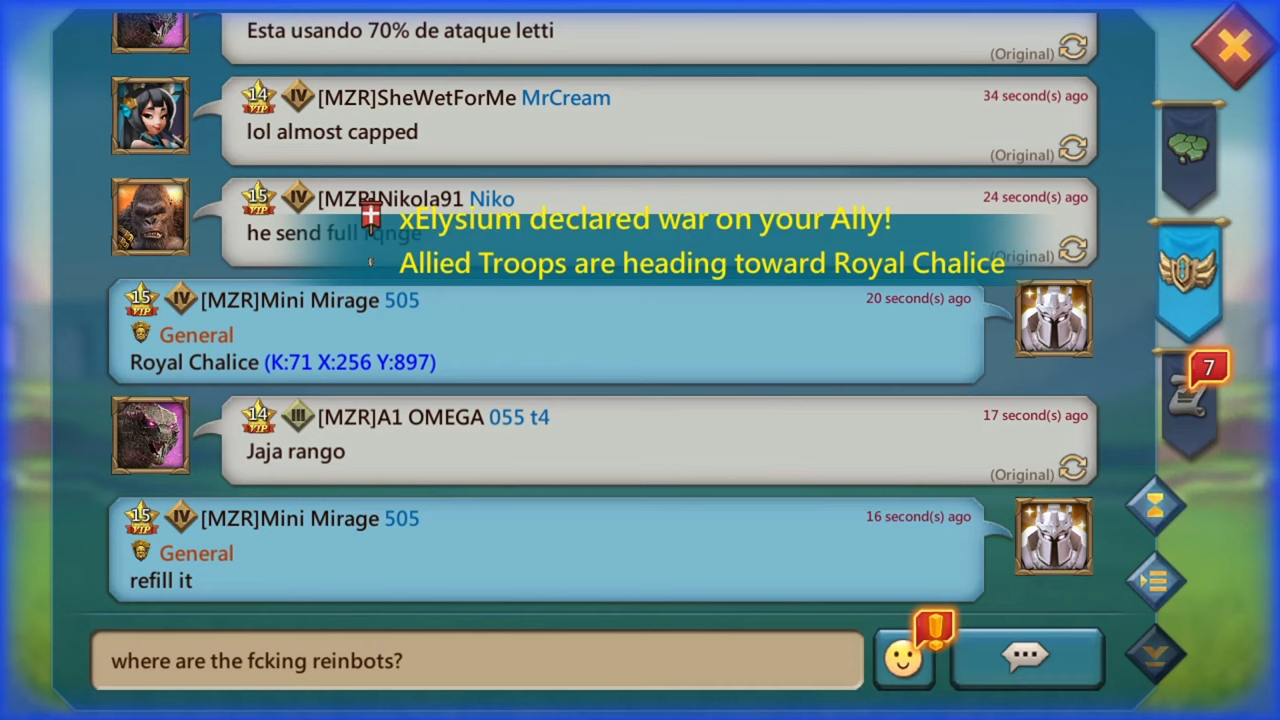 Esta usando 70% de ataque letti
(Original)
14 VIP IV [MZR]SheWetForMe MrCream
34 second(s) ago
lol almost capped
(Original)
15 VIP IV [MZR]Nikola91 Niko
24 second(s) ago
xElysium declared war on your Ally!
he send full rqnge
(Original)
Allied Troops are heading toward Royal Chalice
15 VIP IV [MZR]Mini Mirage 505
20 second(s) ago
General
Royal Chalice (K:71 X:256 Y:897)
14 VIP III [MZR]A1 OMEGA 055 t4
17 second(s) ago
Jaja rango
(Original)
15 VIP IV [MZR]Mini Mirage 505
16 second(s) ago
General
refill it
where are the fcking reinbots?
7